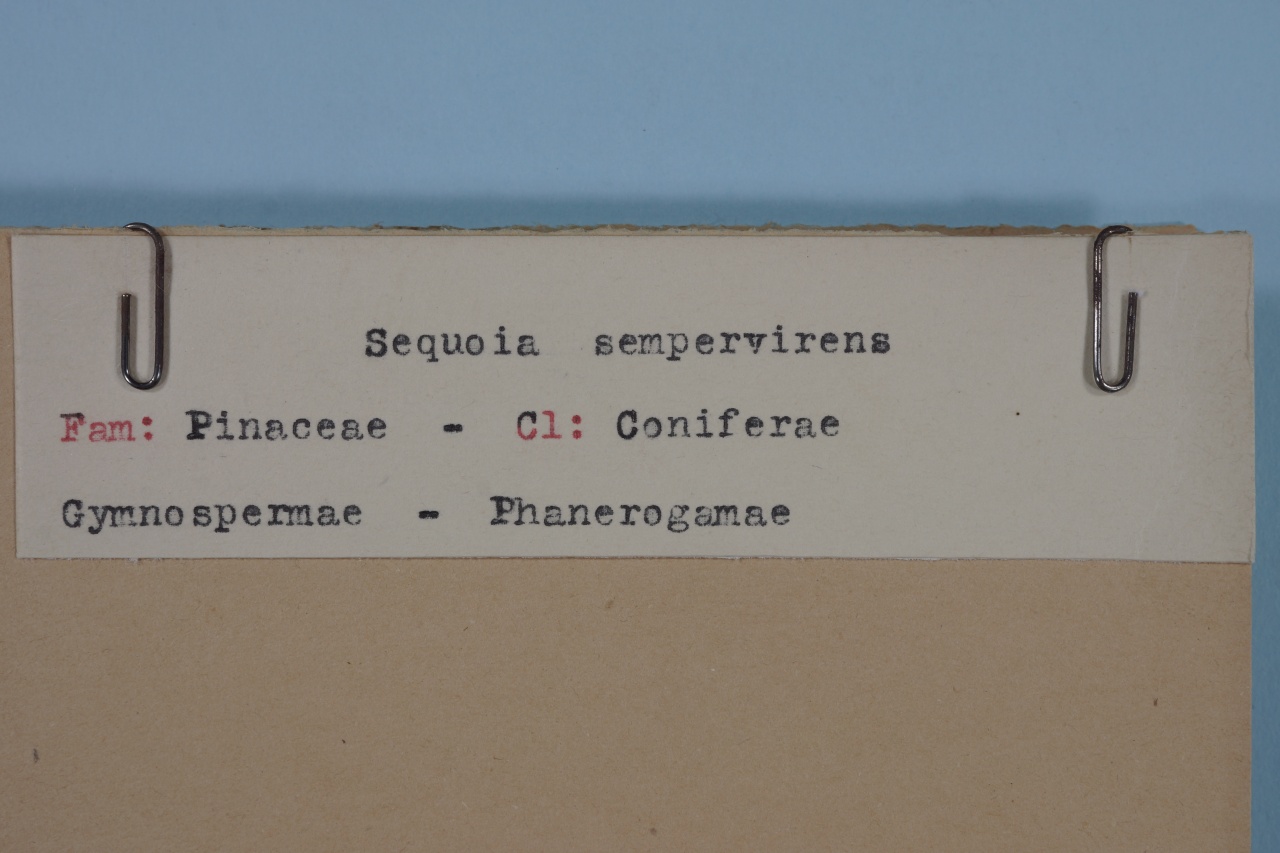 Sequoia sempervirens
Fam: Pinaceae - Cl: Coniferae
Gymnospermae - Phanerogamae